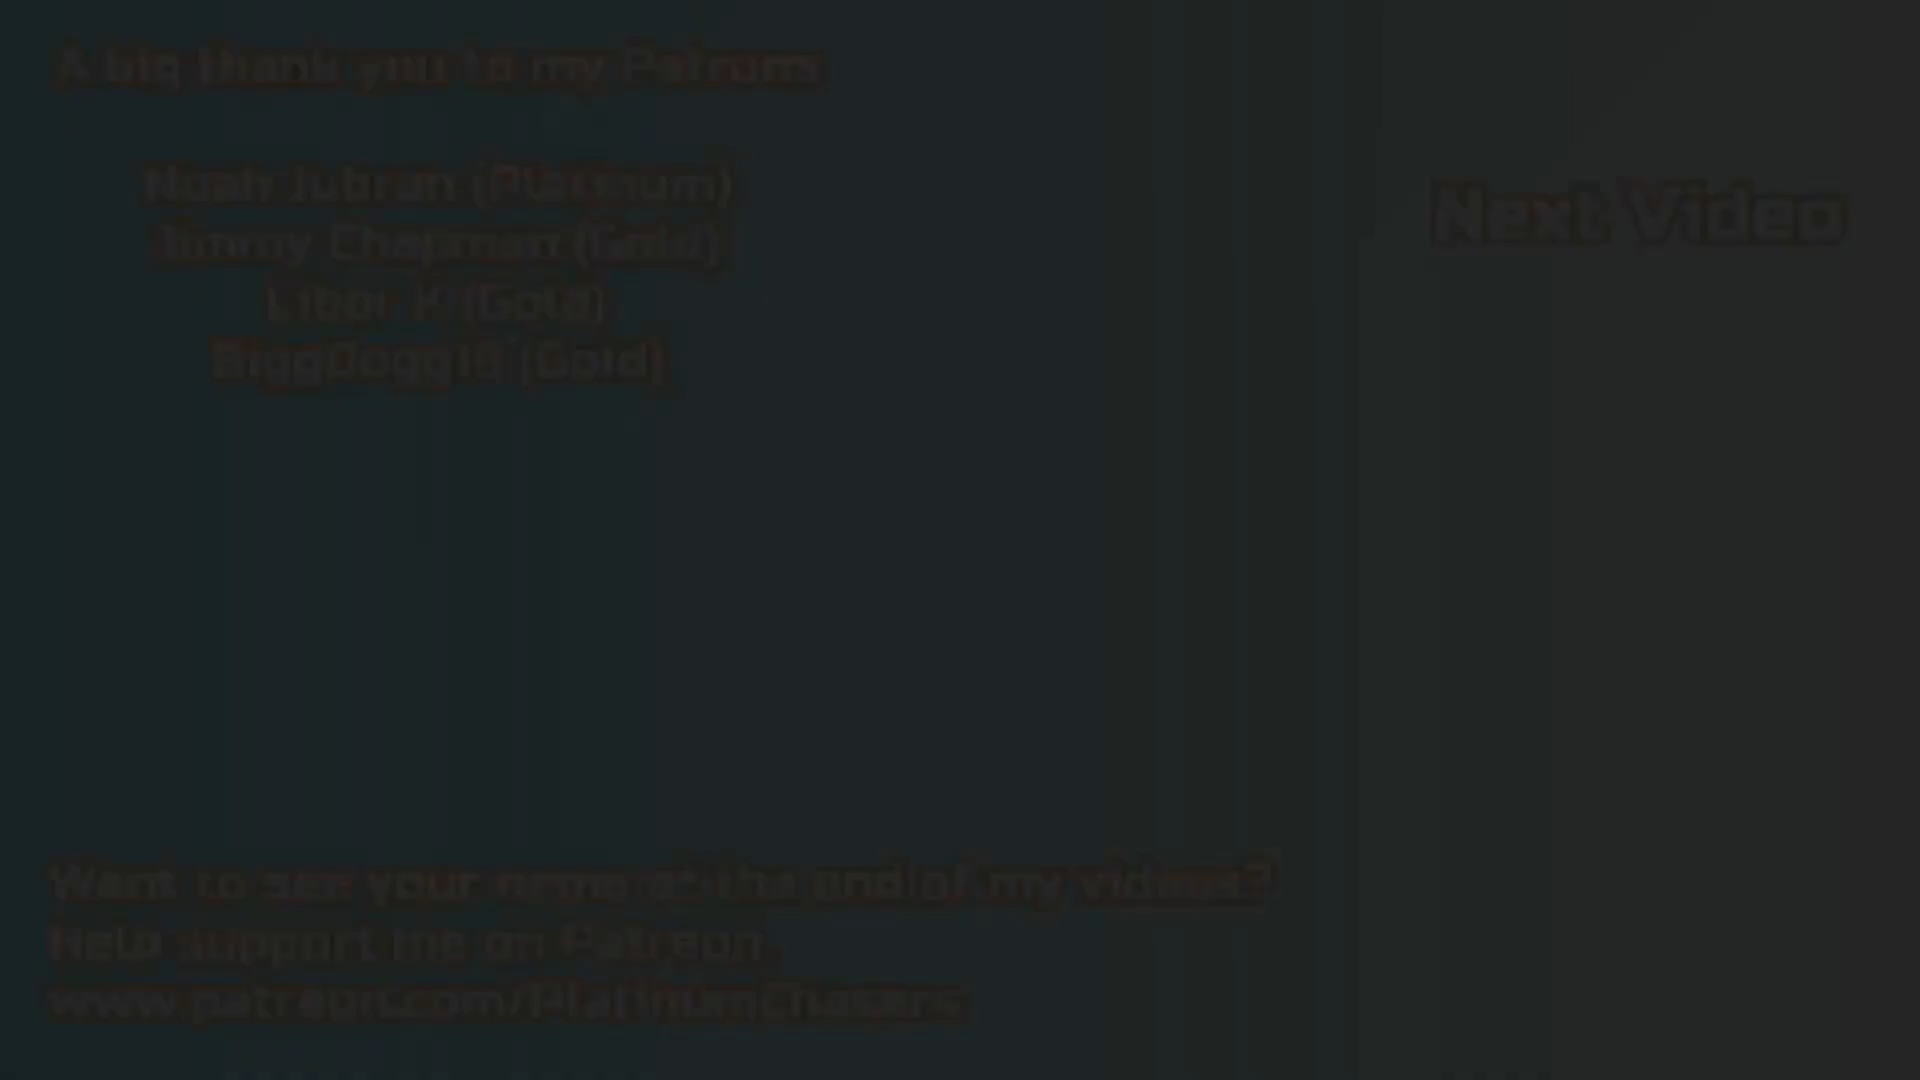 A big thank you to my Patrons
Noah Jubran (Platinum)
Jimmy Chapman (Gold)
Libor K (Gold)
Next Video
BiggDogg18 (Gold)
Want to see your name at the end of my videos?
Help support me on Patreon
www.patreon.com/PlatinumChasers